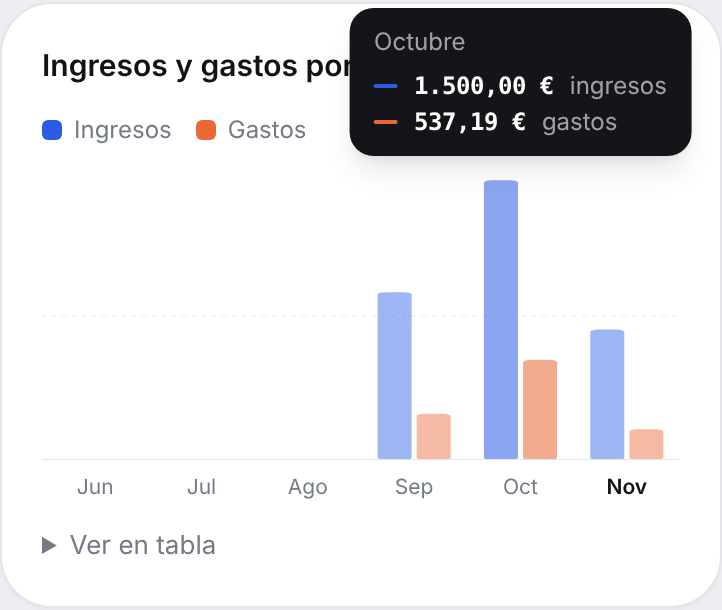 Octubre
1.500,00 € ingresos
537,19 € gastos
Ingresos y gastos por
Ingresos
Gastos
Jun Jul Ago Sep Oct Nov
Ver en tabla